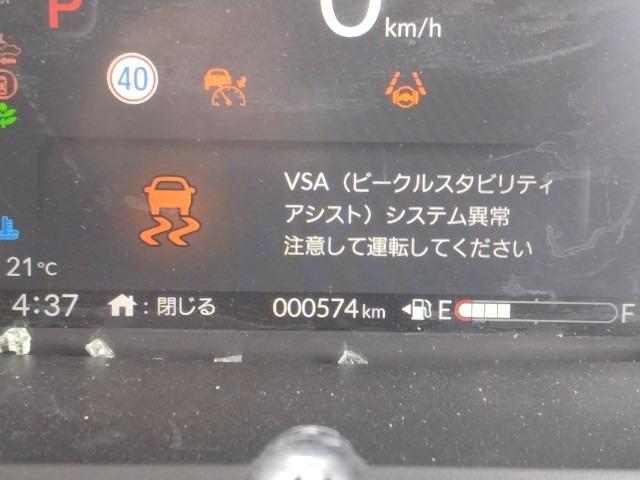 P
0 km/h
40
VSA（ビークルスタビリティ
アシスト）システム異常
注意して運転してください
21℃
4:37 : 閉じる 000574 km E F